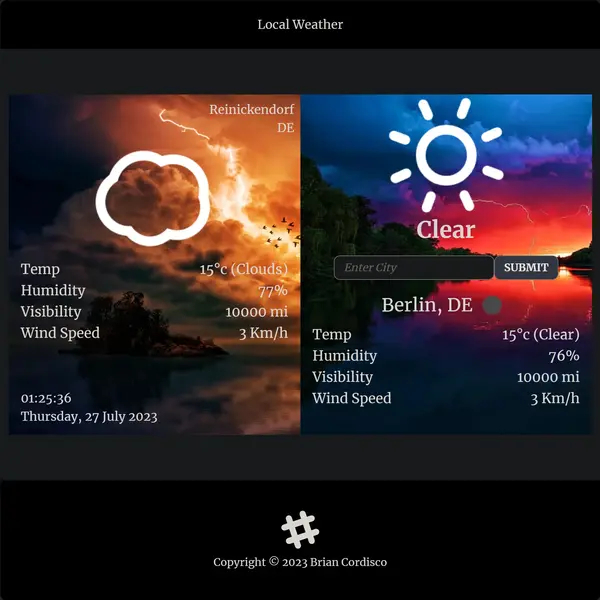 Local Weather
Reinickendorf
DE
Temp 15°c (Clouds)
Humidity 77%
Visibility 10000 mi
Wind Speed 3 Km/h
01:25:36
Thursday, 27 July 2023
Clear
Enter City SUBMIT
Berlin, DE
Temp 15°c (Clear)
Humidity 76%
Visibility 10000 mi
Wind Speed 3 Km/h
Copyright © 2023 Brian Cordisco